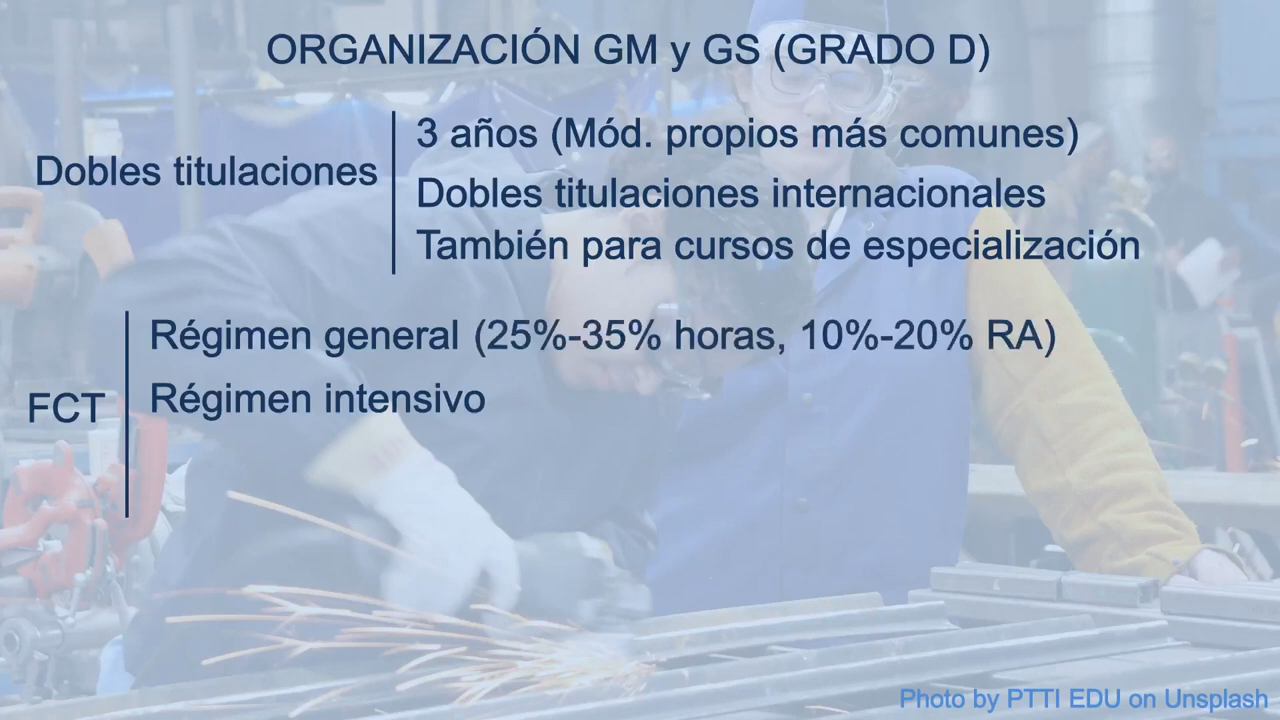 ORGANIZACIÓN GM y GS (GRADO D)
Dobles titulaciones
3 años (Mód. propios más comunes)
Dobles titulaciones internacionales
También para cursos de especialización
FCT
Régimen general (25%-35% horas, 10%-20% RA)
Régimen intensivo
Photo by PTTI EDU on Unsplash